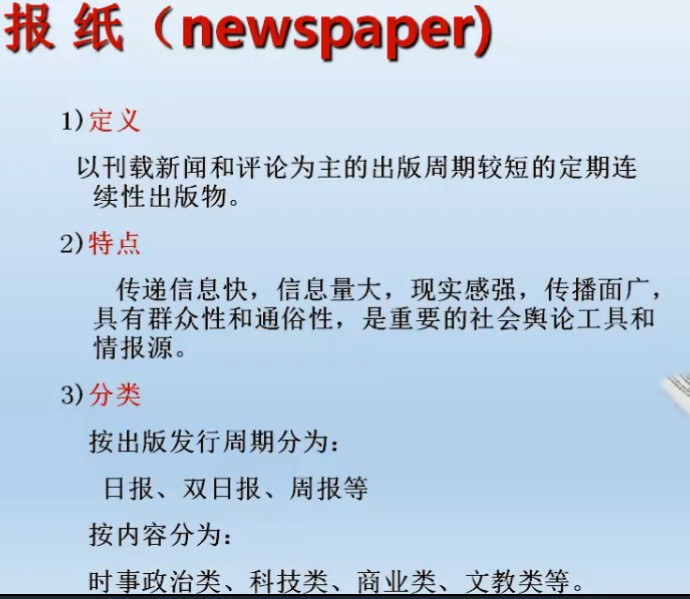 报 纸（newspaper)
1)定义
以刊载新闻和评论为主的出版周期较短的定期连
续性出版物。
2)特点
传递信息快，信息量大，现实感强，传播面广，
具有群众性和通俗性，是重要的社会舆论工具和
情报源。
3)分类
按出版发行周期分为：
日报、双日报、周报等
按内容分为：
时事政治类、科技类、商业类、文教类等。